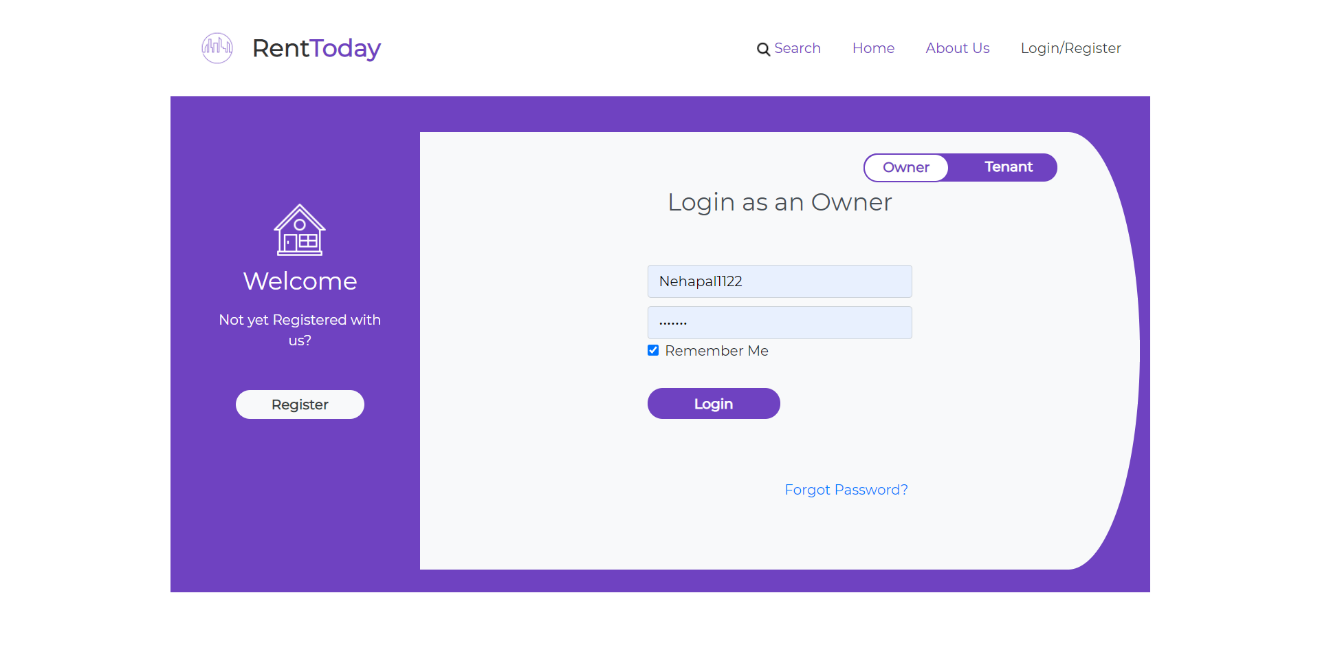 RentToday
Search Home About Us Login/Register
Owner Tenant
Login as an Owner
Nehapal1122
.......
Remember Me
Login
Forgot Password?
Welcome
Not yet Registered with
us?
Register